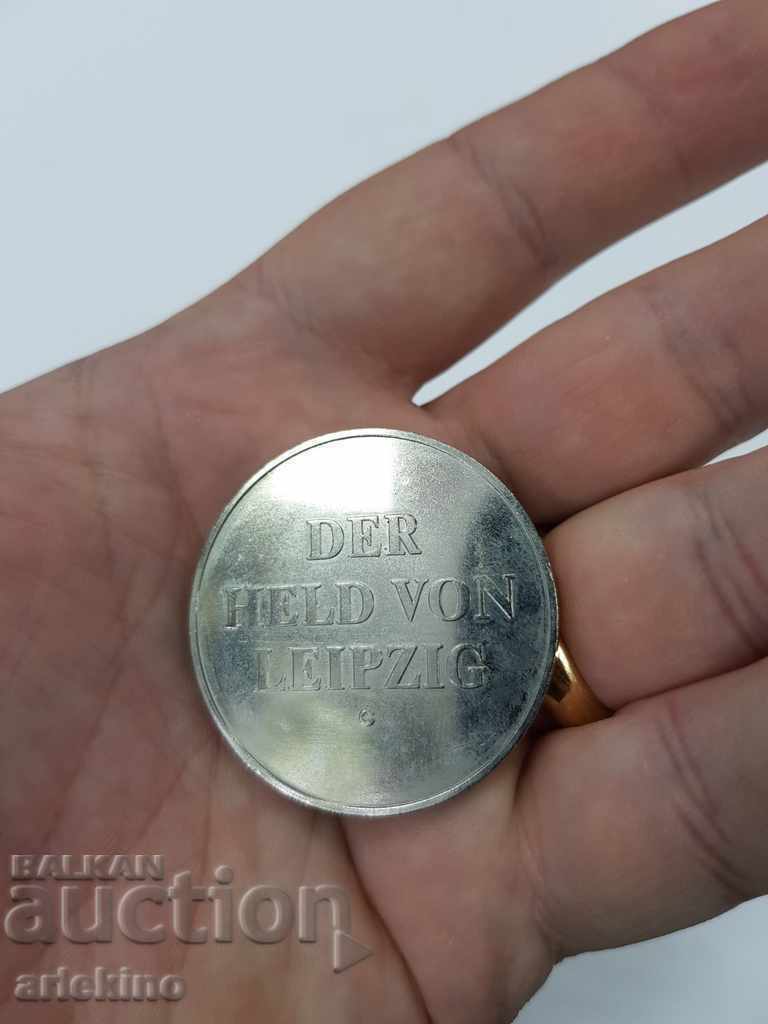 DER
HELD VON
LEIPZIG
G
BALKAN
auction
artekino